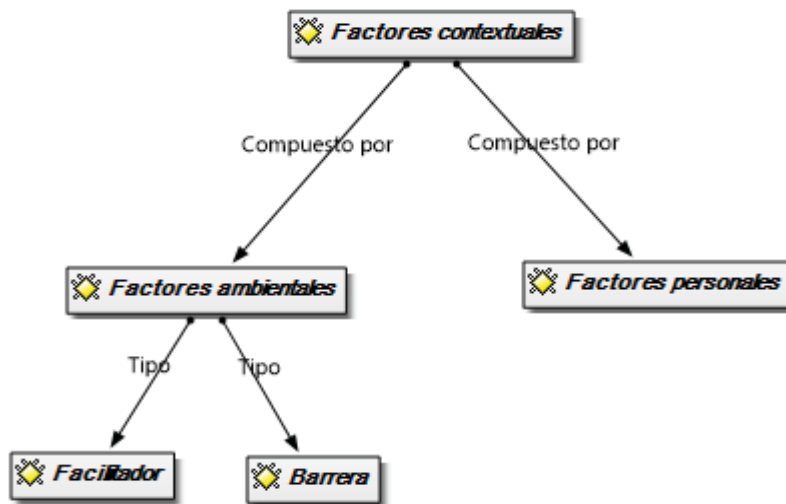 Factores contextuales
Compuesto por
Compuesto por
Factores ambientales
Factores personales
Tipo
Tipo
Facilitador
Barrera